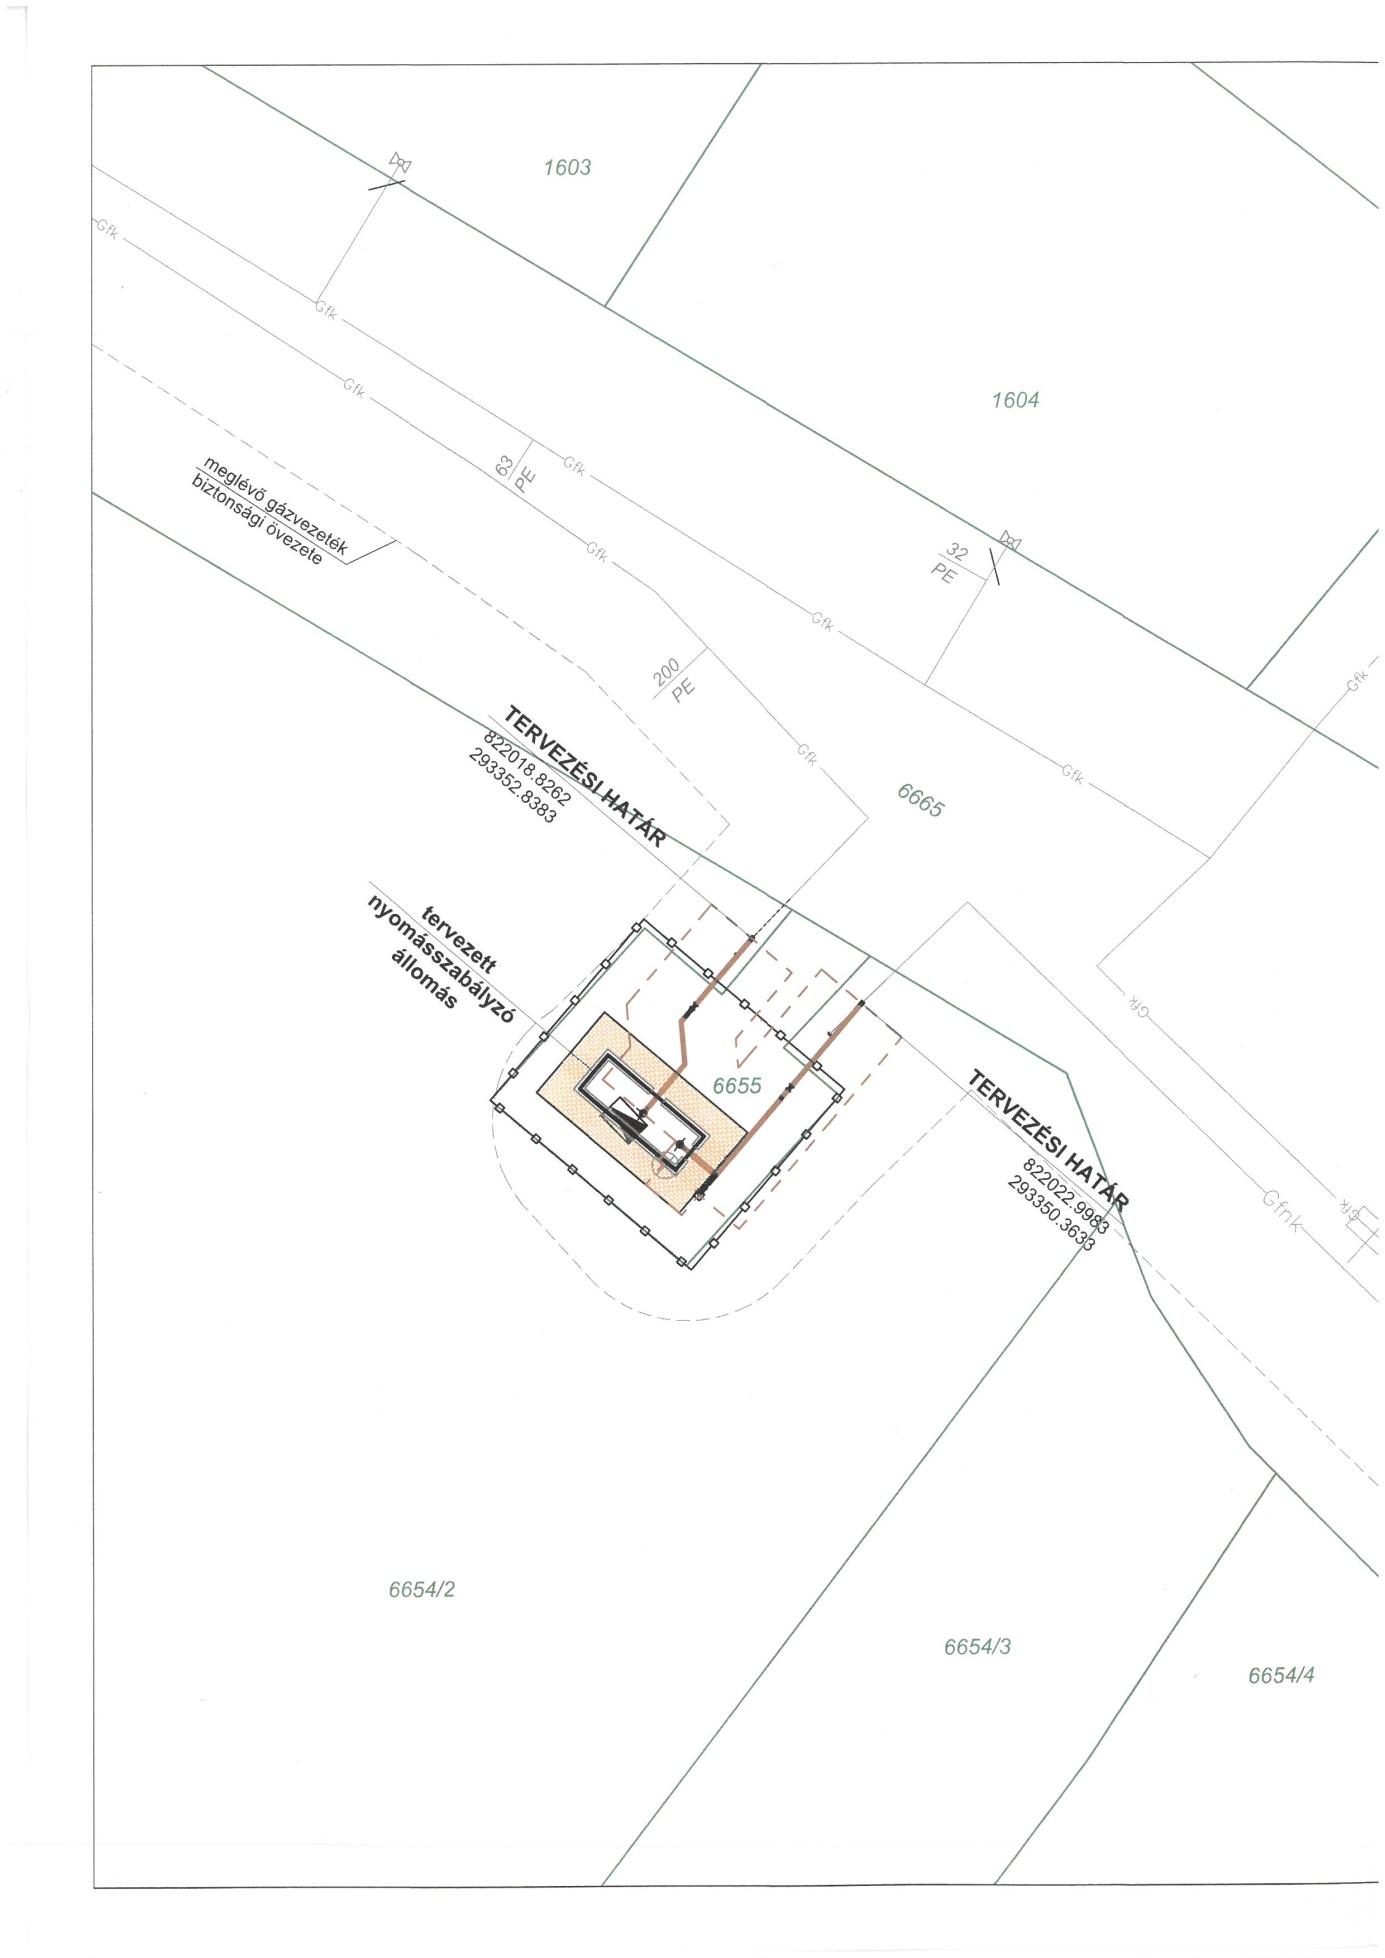 1603
Gfk
Gfk
Gfk
1604
63
PE
Gfk
meglévő gázvezeték
biztonsági övezete
Gfk
32
PE
Gfk
200
PE
Gfk
TERVEZÉSI HATÁR
822018.8262
293352.8383
Gfk
Gfk
6665
tervezett
nyomásszabályzó
állomás
Gfk
6655
TERVEZÉSI HATÁR
822022.9983
293350.3633
Gfnk
Gfk
6654/2
6654/3
6654/4